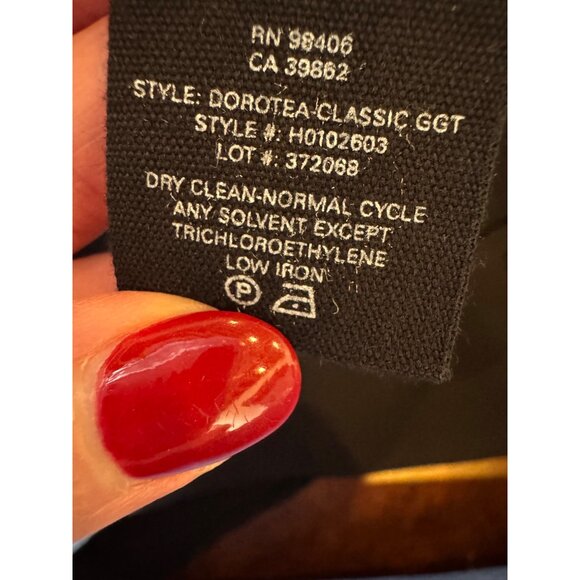 RN 98406
CA 39862
STYLE: DOROTEA-CLASSIC GGT
STYLE #: H0102603
LOT #: 372068
DRY CLEAN-NORMAL CYCLE
ANY SOLVENT EXCEPT
TRICHLOROETHYLENE
LOW IRON
P